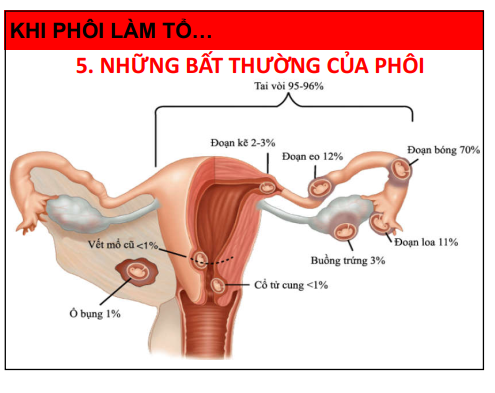 KHI PHÔI LÀM TỔ…
5. NHỮNG BẤT THƯỜNG CỦA PHÔI
Tai vòi 95-96%
Đoạn kẽ 2-3%
Đoạn eo 12%
Đoạn bóng 70%
Vết mổ cũ <1%
Đoạn loa 11%
Buồng trứng 3%
Cổ tử cung <1%
Ổ bụng 1%